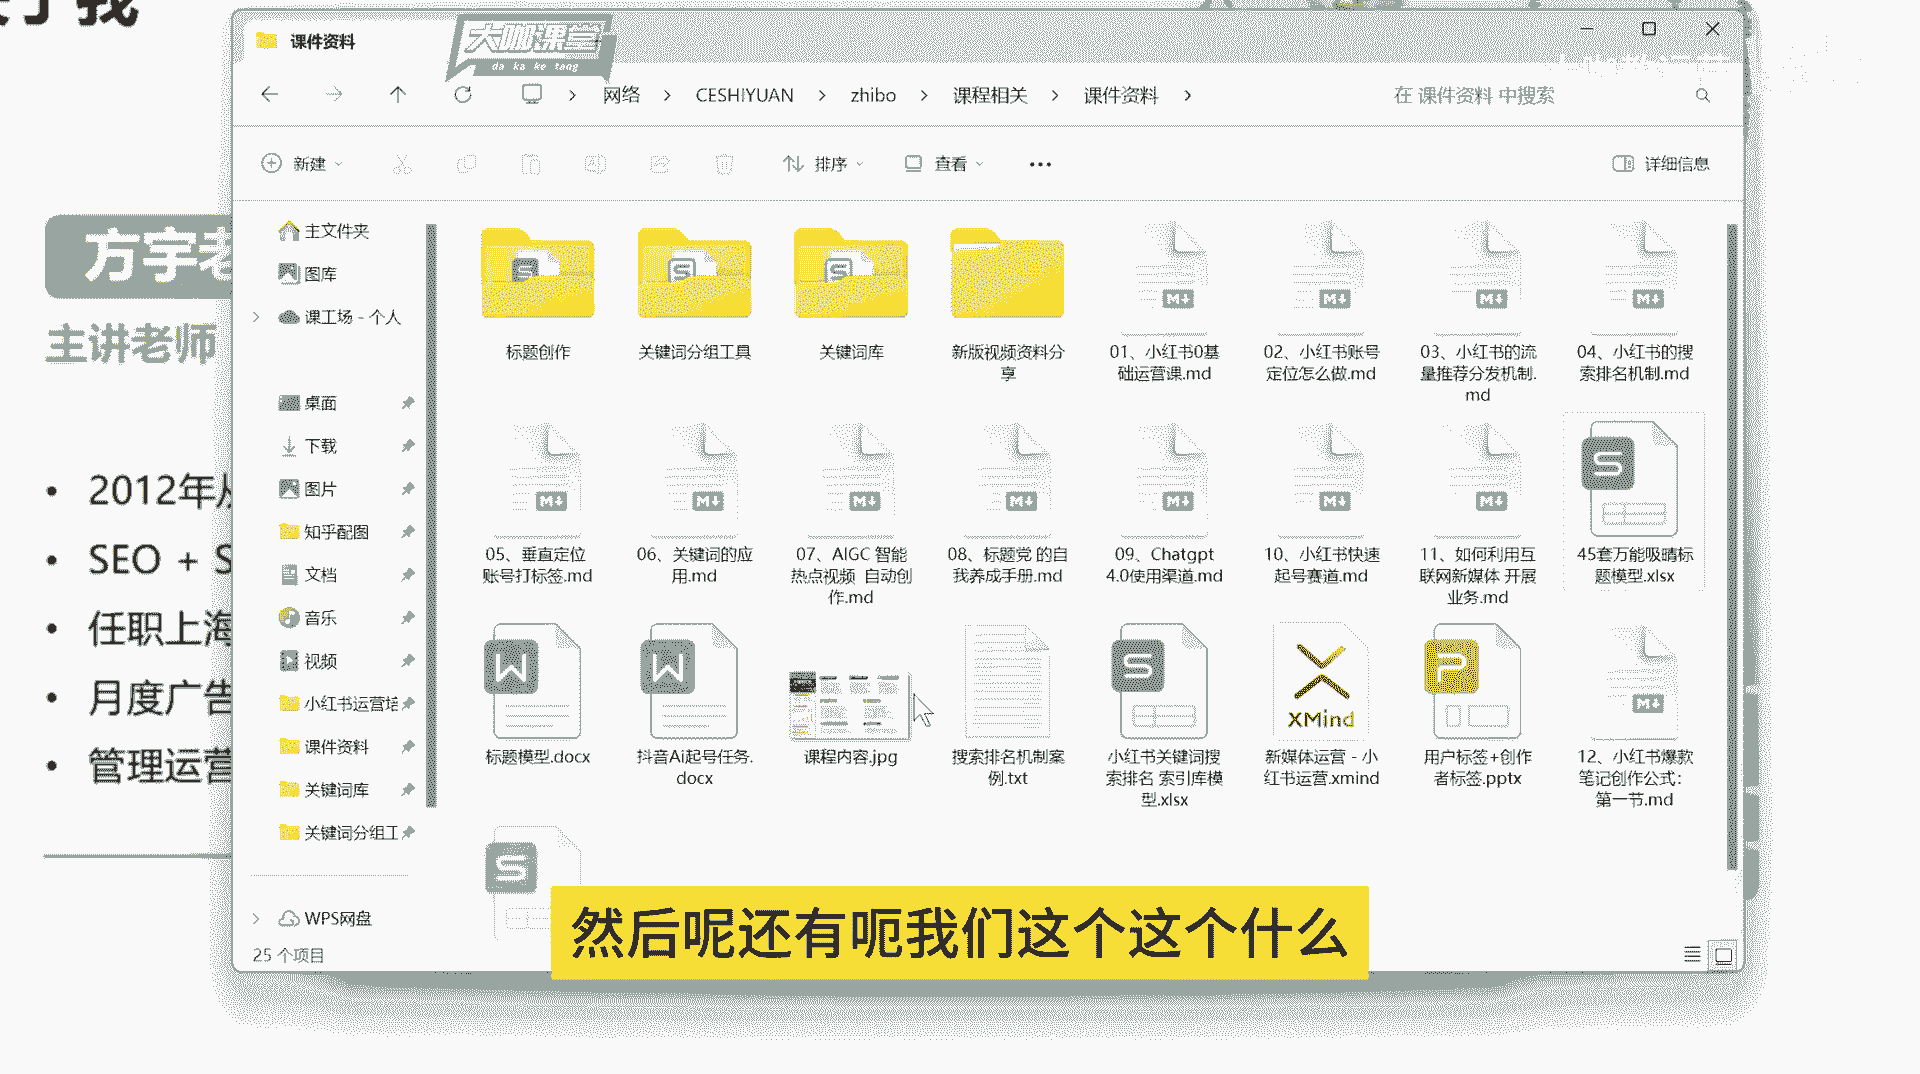 课件资料
大咖课堂
da ka ke tang
网络 > CESHIYUAN > zhibo > 课程相关 > 课件资料 >
在 课件资料 中搜索
新建
排序
查看
详细信息
方宇老
主讲老师
2012年从
SEO + S
任职上海
月度广告
管理运营
主文件夹
图库
课工场 - 个人
桌面
下载
图片
知乎配图
文档
音乐
视频
小红书运营培
课件资料
关键词库
关键词分组工
WPS网盘
25 个项目
标题创作
关键词分组工具
关键词库
新版视频资料分
享
01、小红书0基
础运营课.md
02、小红书账号
定位怎么做.md
03、小红书的流
量推荐分发机制.
md
04、小红书的搜
索排名机制.md
05、垂直定位
账号打标签.md
06、关键词的应
用.md
07、AIGC 智能
热点视频 自动创
作.md
08、标题党 的自
我养成手册.md
09、Chatgpt
4.0使用渠道.md
10、小红书快速
起号赛道.md
11、如何利用互
联网新媒体 开展
业务.md
45套万能吸睛标
题模型.xlsx
标题模型.docx
抖音Ai起号任务.
docx
课程内容.jpg
搜索排名机制案
例.txt
小红书关键词搜
索排名 索引库模
型.xlsx
XMind
新媒体运营 - 小
红书运营.xmind
用户标签+创作
者标签.pptx
12、小红书爆款
笔记创作公式：
第一节.md
然后呢还有呃我们这个这个什么